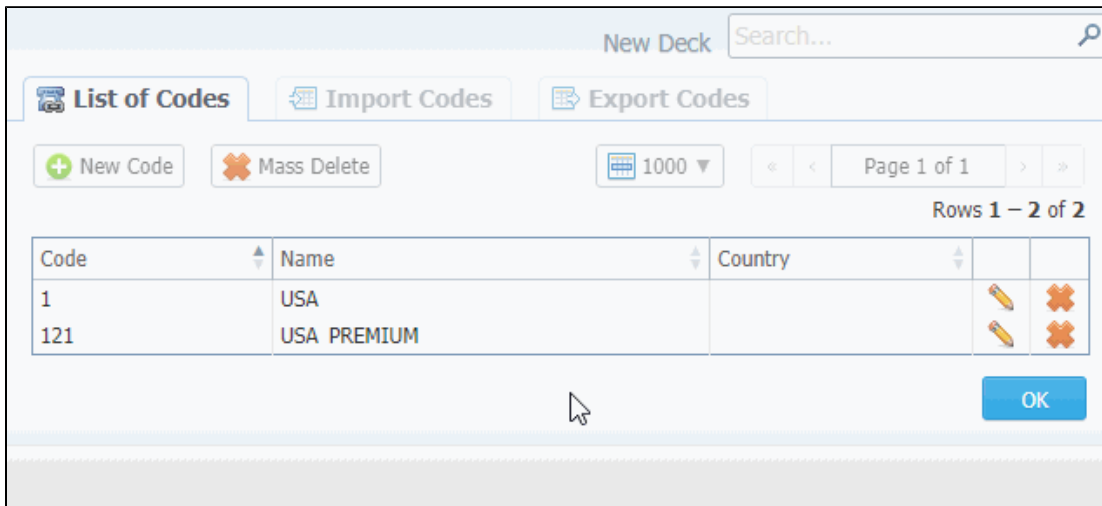 New Deck Search...
List of Codes Import Codes Export Codes
New Code Mass Delete 1000 ▼ « ‹ Page 1 of 1 › »
Rows 1 – 2 of 2
Code Name Country
1 USA
121 USA PREMIUM
OK